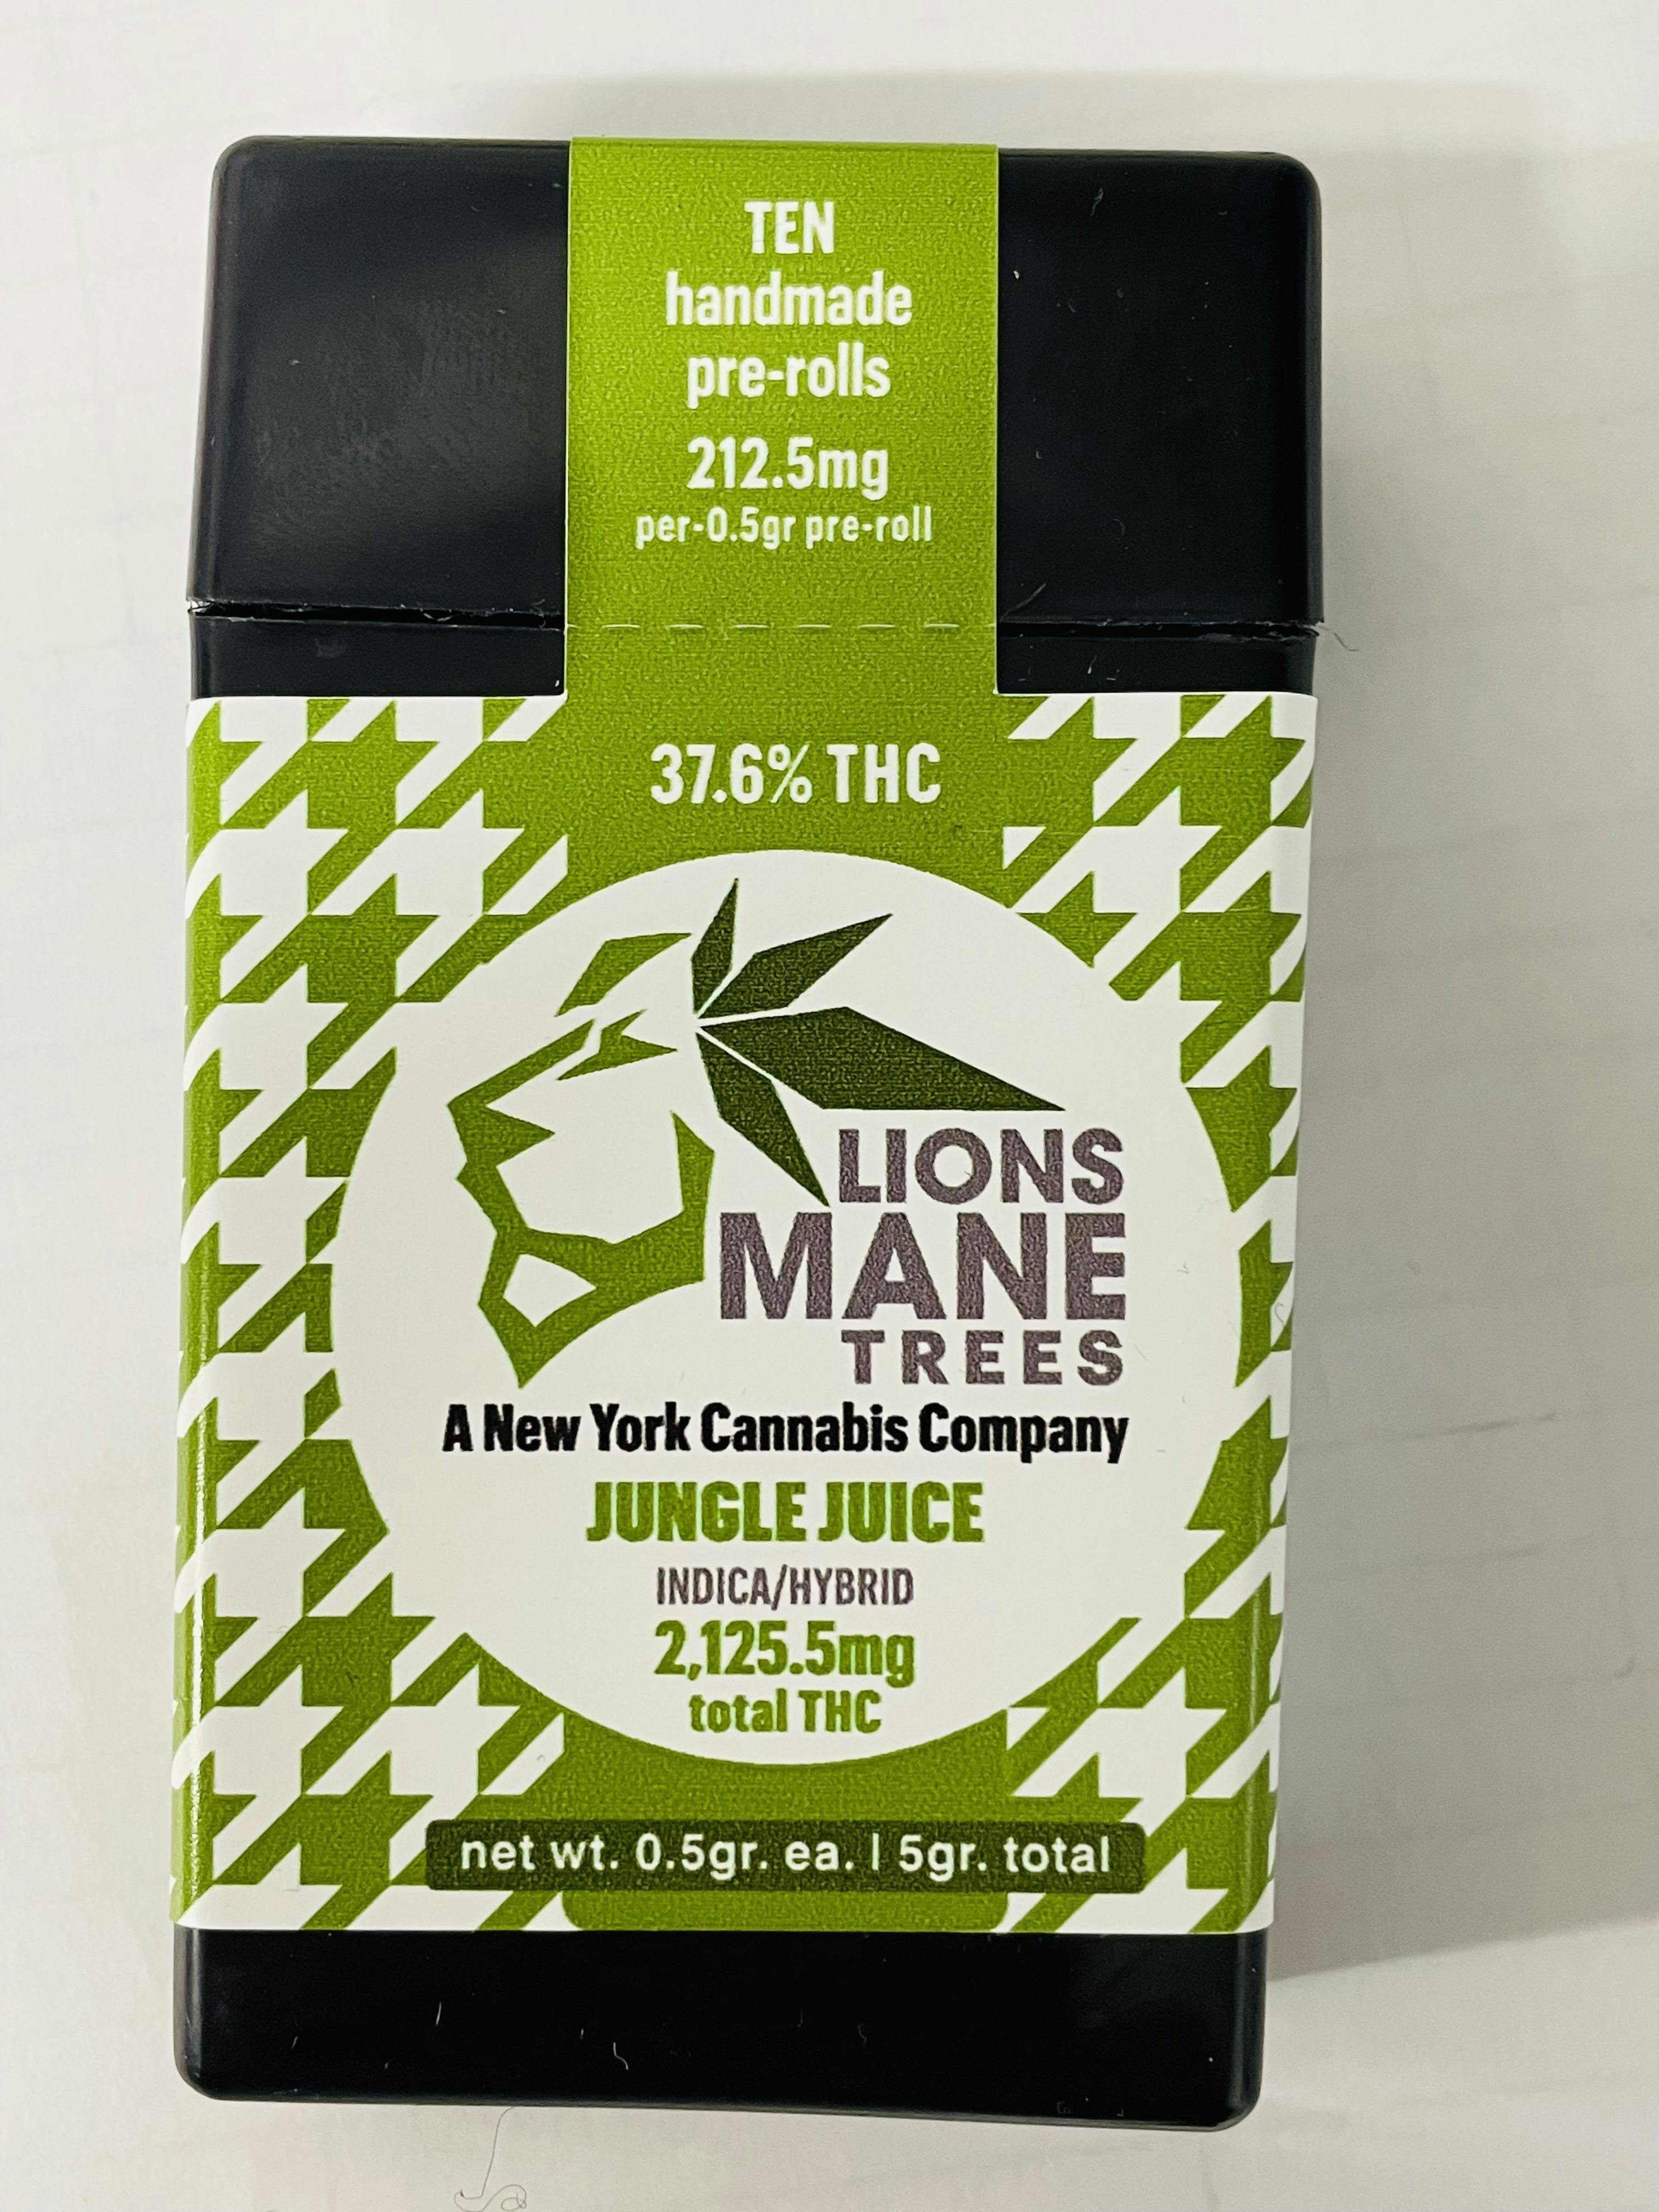 TEN
handmade
pre-rolls
212.5mg
per-0.5gr pre-roll
37.6% THC
LIONS
MANE
TREES
A New York Cannabis Company
JUNGLE JUICE
INDICA/HYBRID
2,125.5mg
total THC
net wt. 0.5gr. ea. | 5gr. total